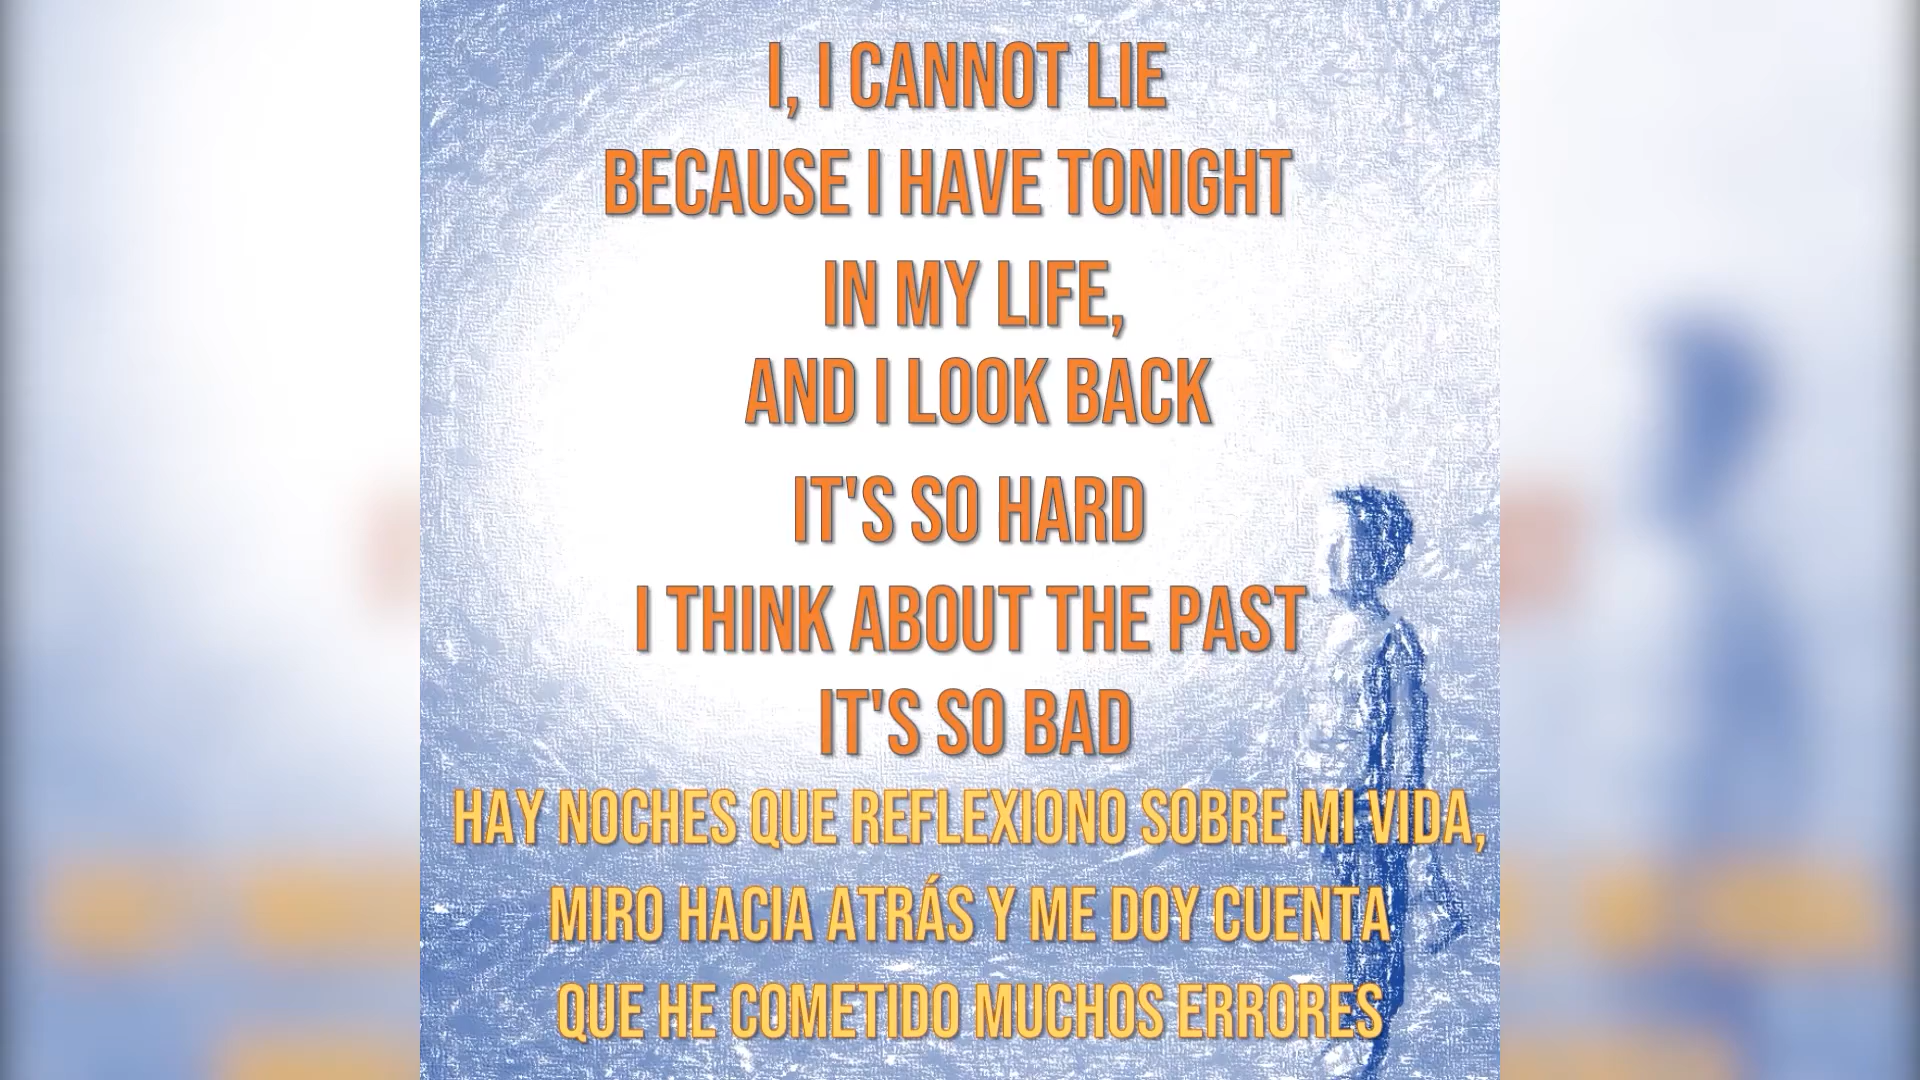 I, I CANNOT LIE
BECAUSE I HAVE TONIGHT
IN MY LIFE,
AND I LOOK BACK
IT'S SO HARD
I THINK ABOUT THE PAST
IT'S SO BAD
HAY NOCHES QUE REFLEXIONO SOBRE MI VIDA,
MIRO HACIA ATRÁS Y ME DOY CUENTA
QUE HE COMETIDO MUCHOS ERRORES